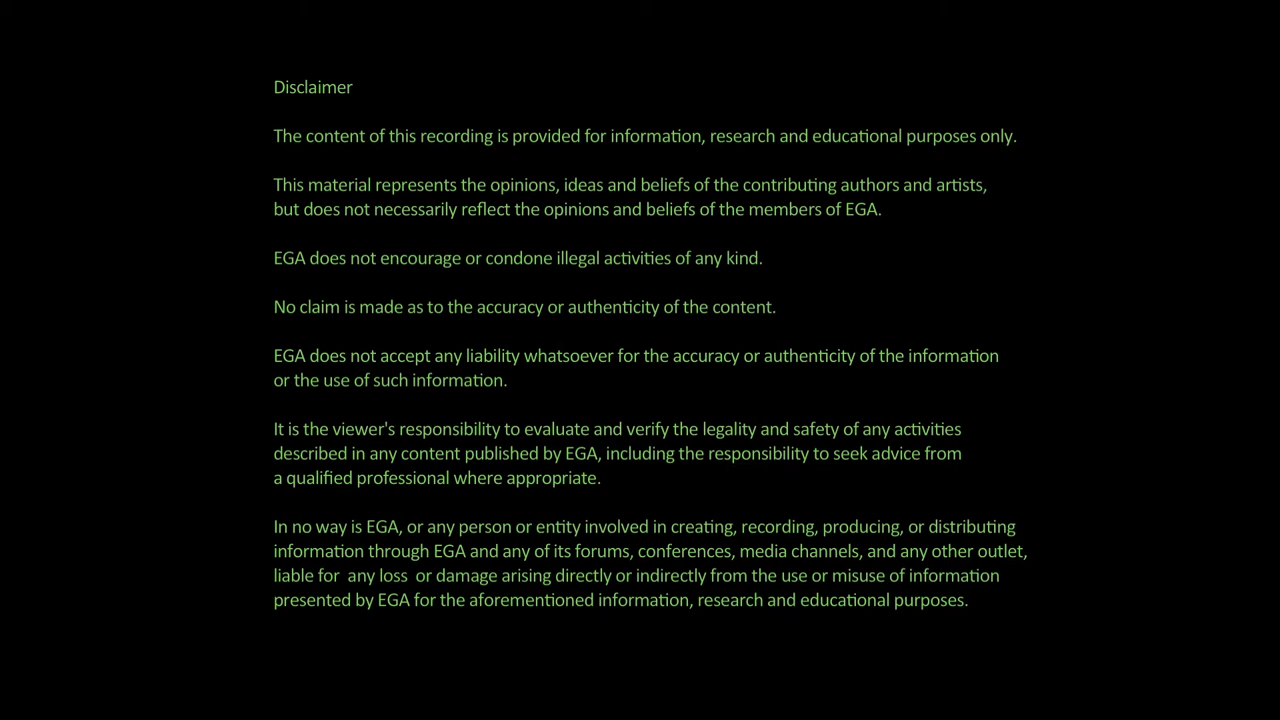 Disclaimer
The content of this recording is provided for information, research and educational purposes only.
This material represents the opinions, ideas and beliefs of the contributing authors and artists,
but does not necessarily reflect the opinions and beliefs of the members of EGA.
EGA does not encourage or condone illegal activities of any kind.
No claim is made as to the accuracy or authenticity of the content.
EGA does not accept any liability whatsoever for the accuracy or authenticity of the information
or the use of such information.
It is the viewer's responsibility to evaluate and verify the legality and safety of any activities
described in any content published by EGA, including the responsibility to seek advice from
a qualified professional where appropriate.
In no way is EGA, or any person or entity involved in creating, recording, producing, or distributing
information through EGA and any of its forums, conferences, media channels, and any other outlet,
liable for  any loss  or damage arising directly or indirectly from the use or misuse of information
presented by EGA for the aforementioned information, research and educational purposes.